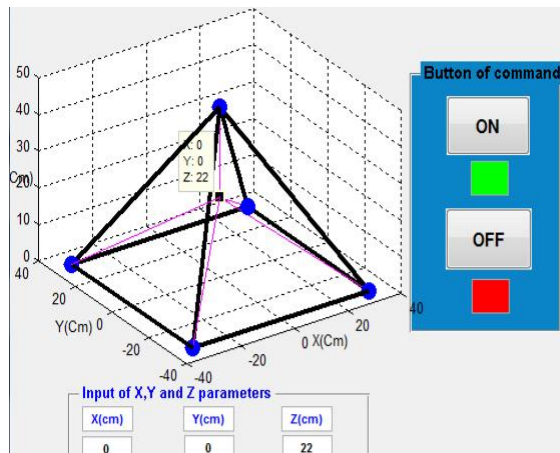 50
40
30
20
10
0
Cm)
X: 0
Y: 0
Z: 22
40
20
0
-20
-40
Y(Cm)
-40
-20
0
20
40
X(Cm)
Button of command
ON
OFF
Input of X,Y and Z parameters
X(cm) Y(cm) Z(cm)
0 0 22